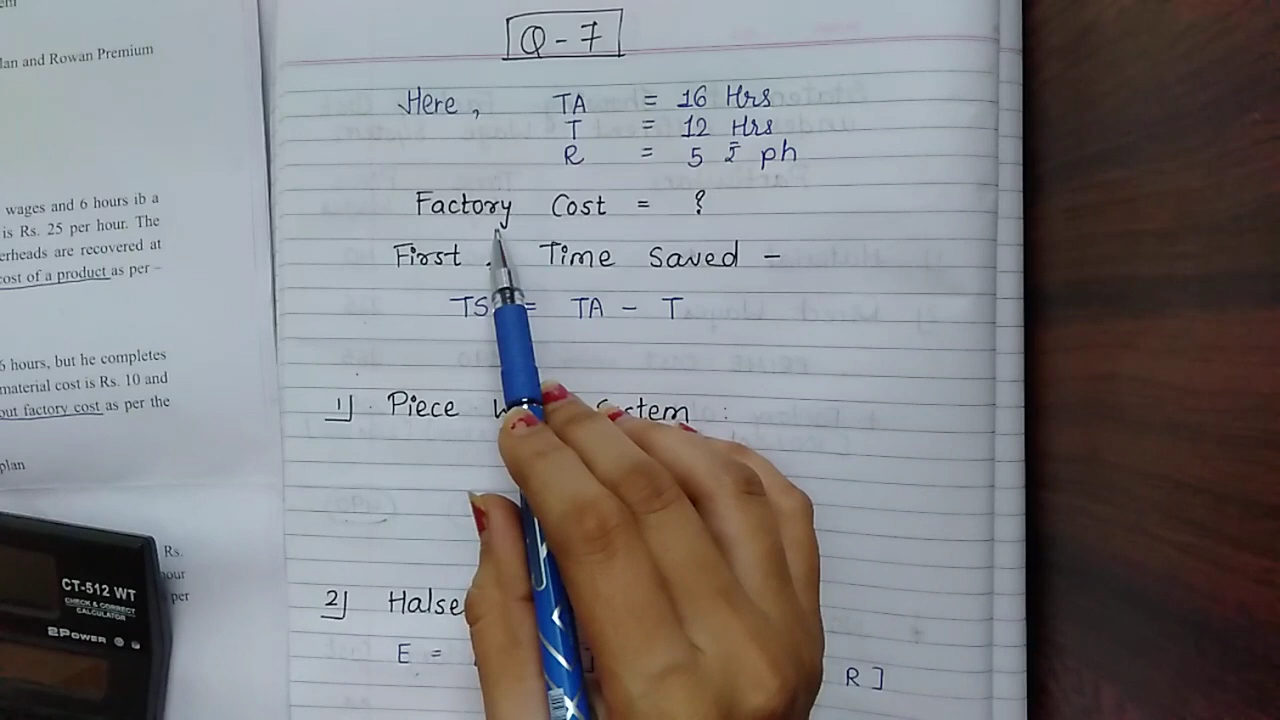 lan and Rowan Premium
wages and 6 hours ib a
is Rs. 25 per hour. The
erheads are recovered at
cost of a product as per –
6 hours, but he completes
material cost is Rs. 10 and
out factory cost as per the
plan
Rs.
hour
per
CT-512 WT
CHECK & CORRECT
CALCULATOR
2POWER
Q - 7
Here, TA = 16 Hrs
T = 12 Hrs
R = 5 ₹ ph
Factory Cost = ?
First Time Saved -
TS = TA - T
1] Piece System :
2] Halse
E =
R ]